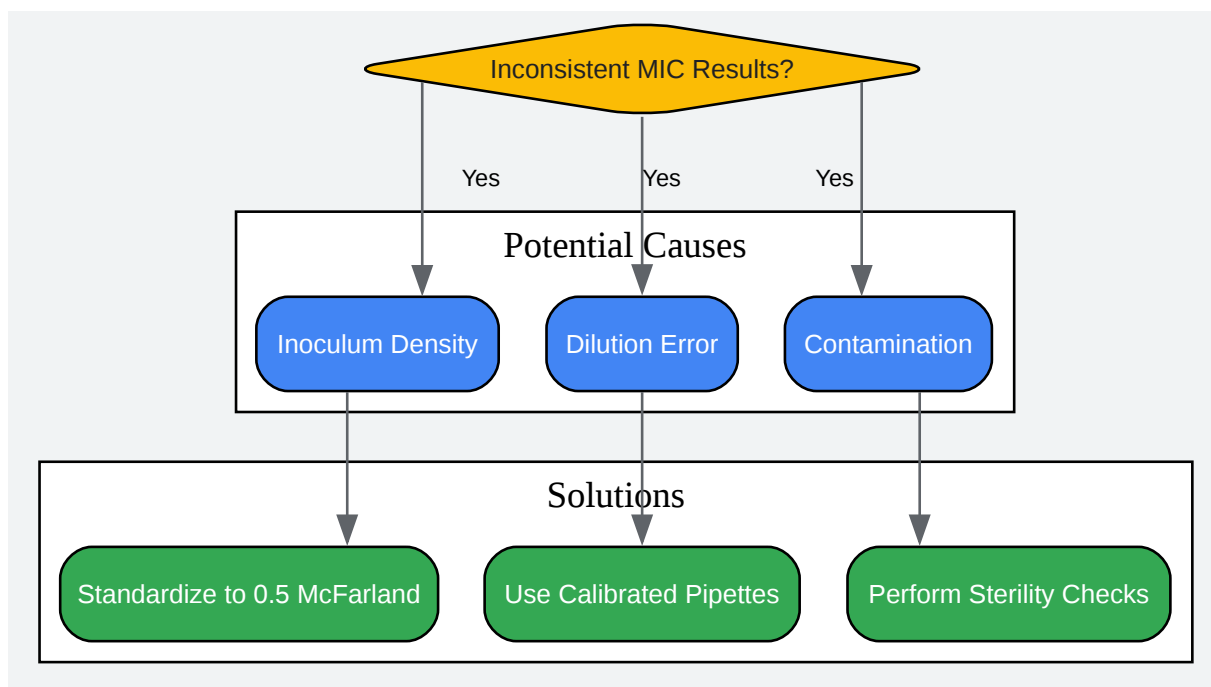 Inconsistent MIC Results?
Yes
Yes
Yes
Potential Causes
Inoculum Density
Dilution Error
Contamination
Solutions
Standardize to 0.5 McFarland
Use Calibrated Pipettes
Perform Sterility Checks